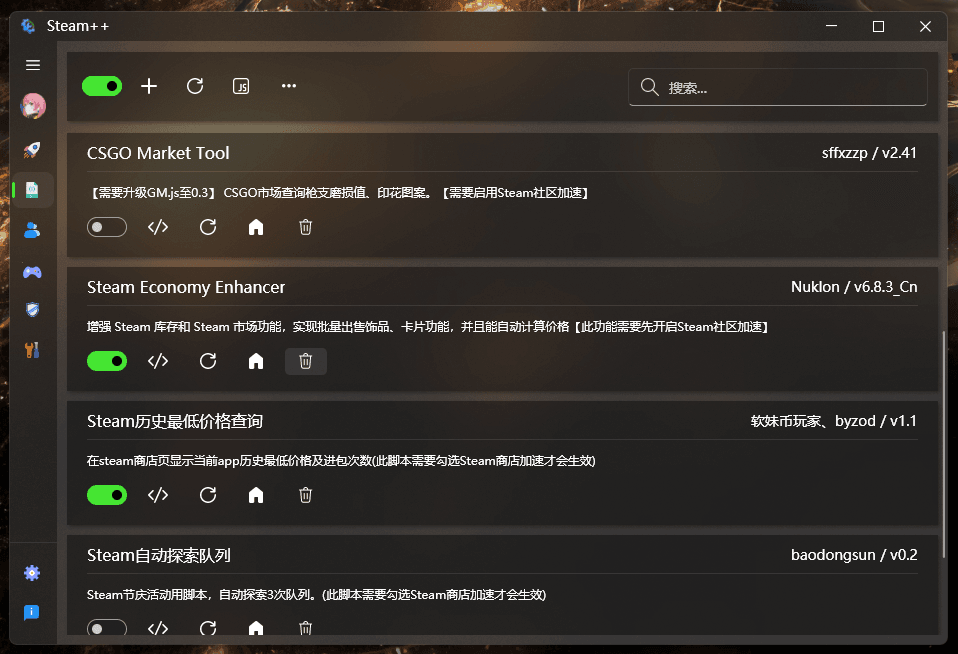 Steam++
JS
搜索...
CSGO Market Tool
sffxzzp / v2.41
【需要升级GM.js至0.3】 CSGO市场查询枪支磨损值、印花图案。【需要启用Steam社区加速】
Steam Economy Enhancer
Nuklon / v6.8.3_Cn
增强 Steam 库存和 Steam 市场功能，实现批量出售饰品、卡片功能，并且能自动计算价格【此功能需要先开启Steam社区加速】
Steam历史最低价格查询
软妹币玩家、byzod / v1.1
在steam商店页显示当前app历史最低价格及进包次数(此脚本需要勾选Steam商店加速才会生效)
Steam自动探索队列
baodongsun / v0.2
Steam节庆活动用脚本，自动探索3次队列。(此脚本需要勾选Steam商店加速才会生效)